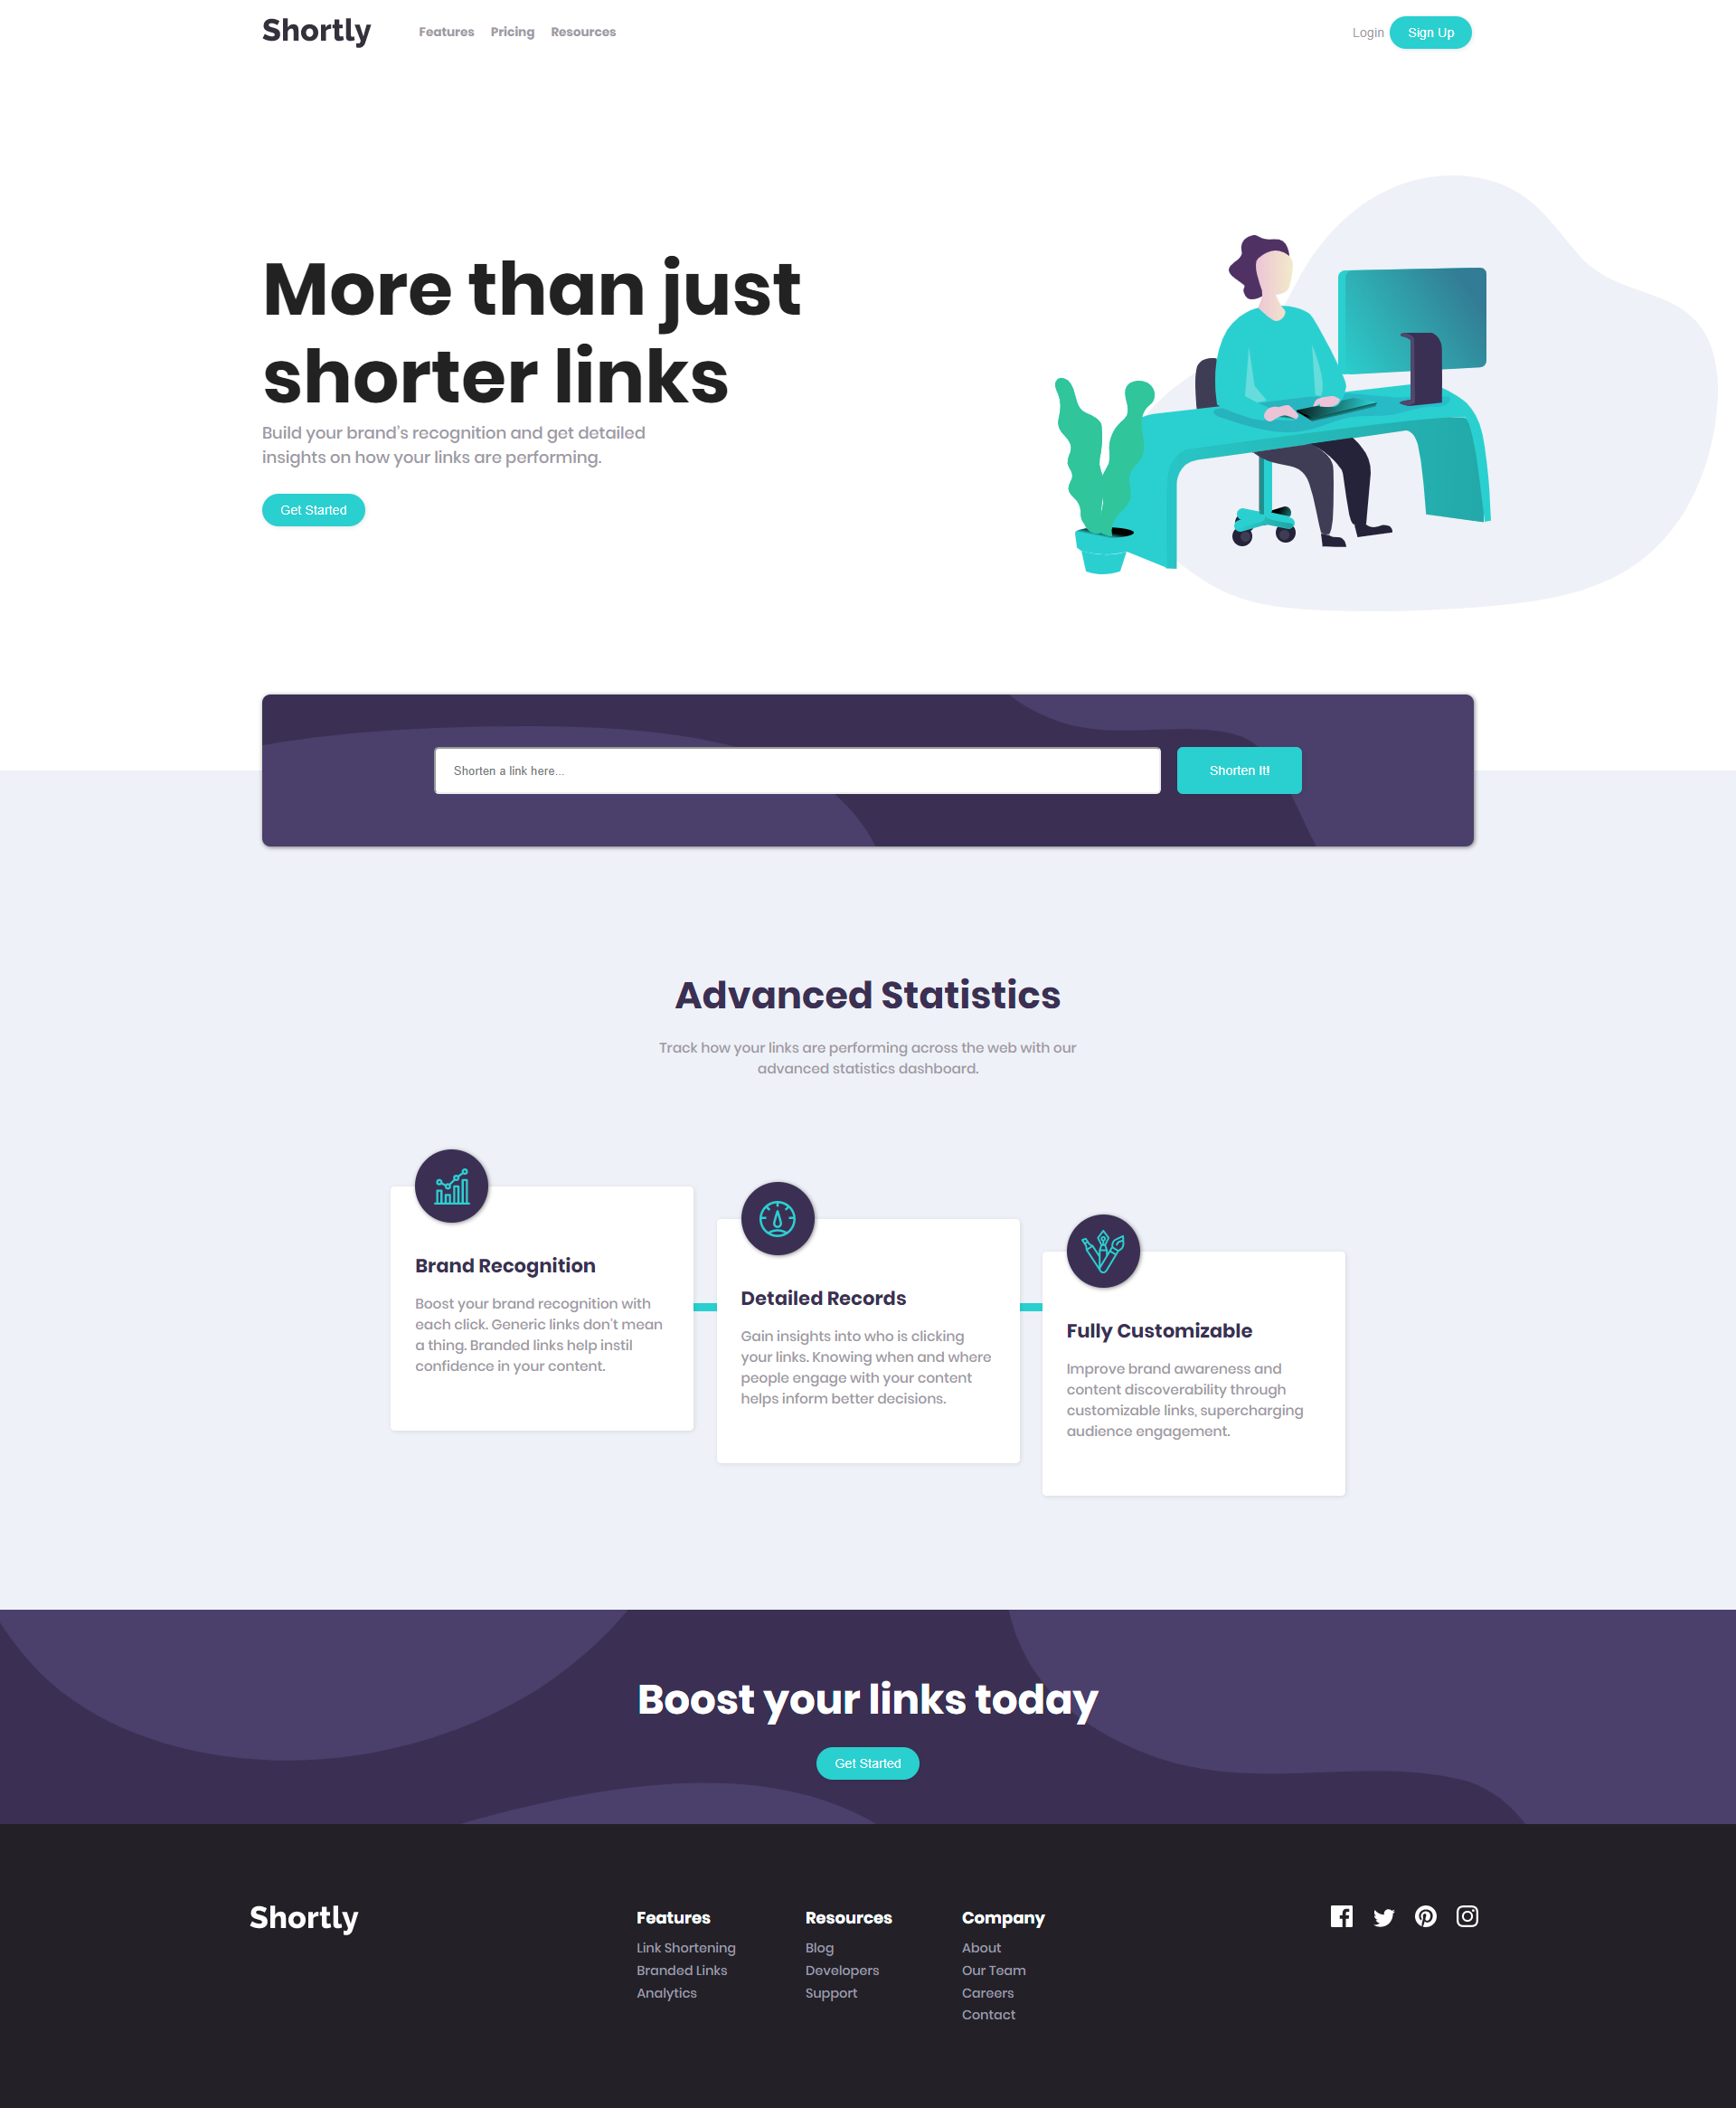 Shortly
Features Pricing Resources
Login Sign Up
More than just
shorter links
Build your brand's recognition and get detailed
insights on how your links are performing.
Get Started
Shorten a link here...
Shorten It!
Advanced Statistics
Track how your links are performing across the web with our
advanced statistics dashboard.
Brand Recognition
Boost your brand recognition with
each click. Generic links don't mean
a thing. Branded links help instil
confidence in your content.
Detailed Records
Gain insights into who is clicking
your links. Knowing when and where
people engage with your content
helps inform better decisions.
Fully Customizable
Improve brand awareness and
content discoverability through
customizable links, supercharging
audience engagement.
Boost your links today
Get Started
Shortly
Features
Link Shortening
Branded Links
Analytics
Resources
Blog
Developers
Support
Company
About
Our Team
Careers
Contact